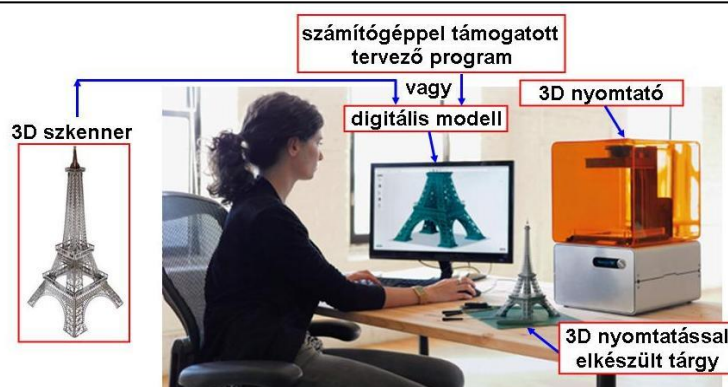 számítógéppel támogatott
tervező program
vagy
3D nyomtató
digitális modell
3D szkenner
3D nyomtatással
elkészült tárgy